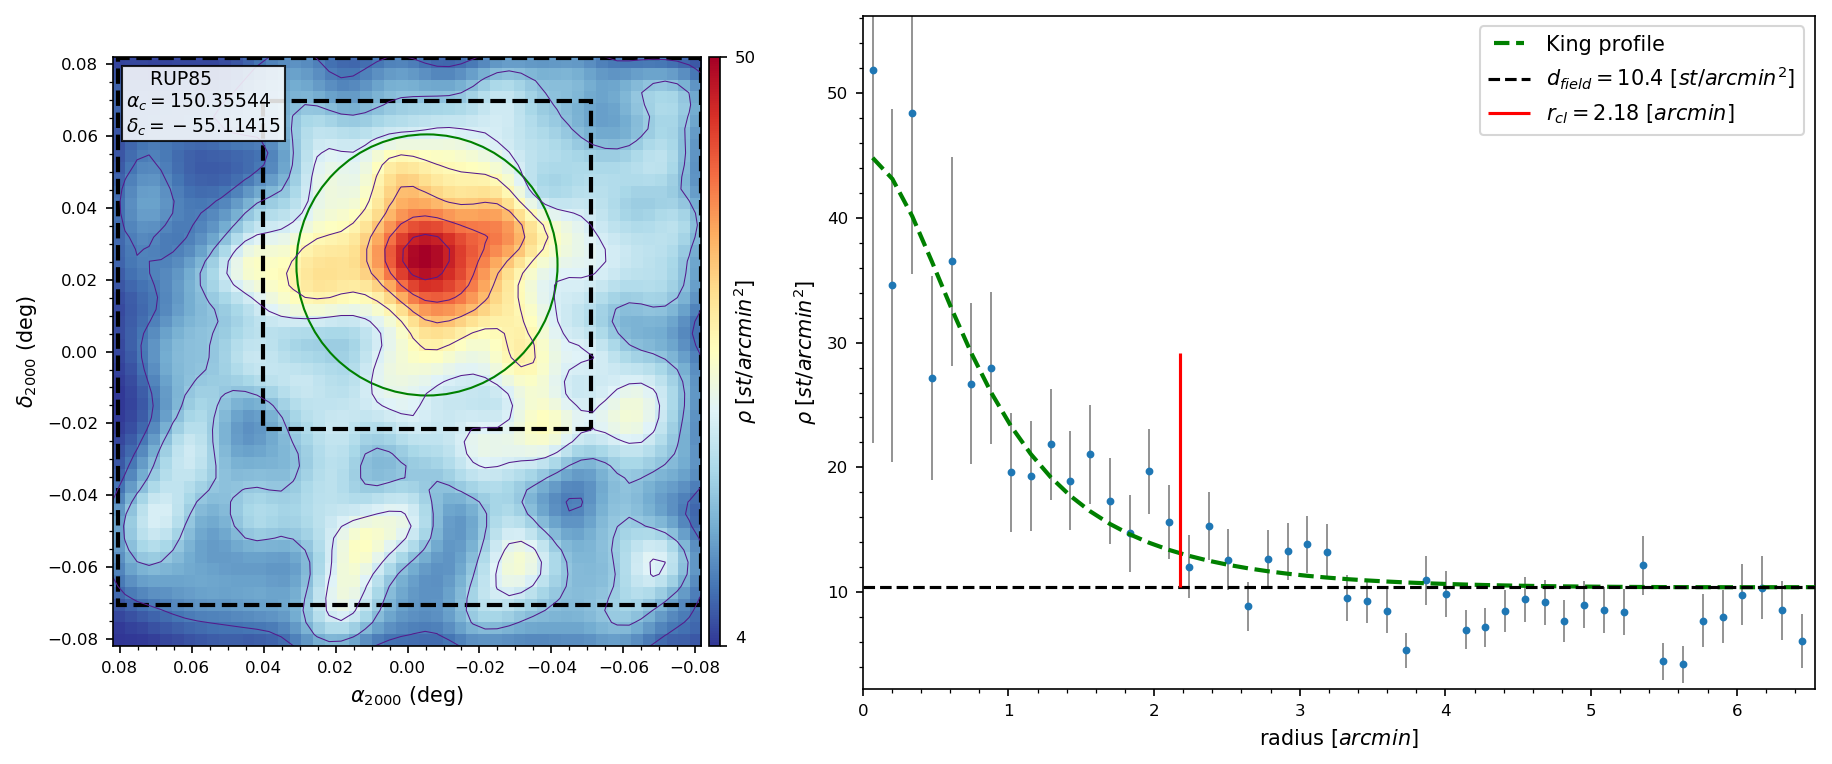 RUP85
α_c = 150.35544
δ_c = −55.11415
0.08
0.06
0.04
0.02
0.00
−0.02
−0.04
−0.06
−0.08
δ₂₀₀₀ (deg)
0.08 0.06 0.04 0.02 0.00 −0.02 −0.04 −0.06 −0.08
α₂₀₀₀ (deg)
50
4
ρ [st/arcmin²]
ρ [st/arcmin²]
50
40
30
20
10
King profile
d_field = 10.4 [st/arcmin²]
r_cl = 2.18 [arcmin]
0 1 2 3 4 5 6
radius [arcmin]